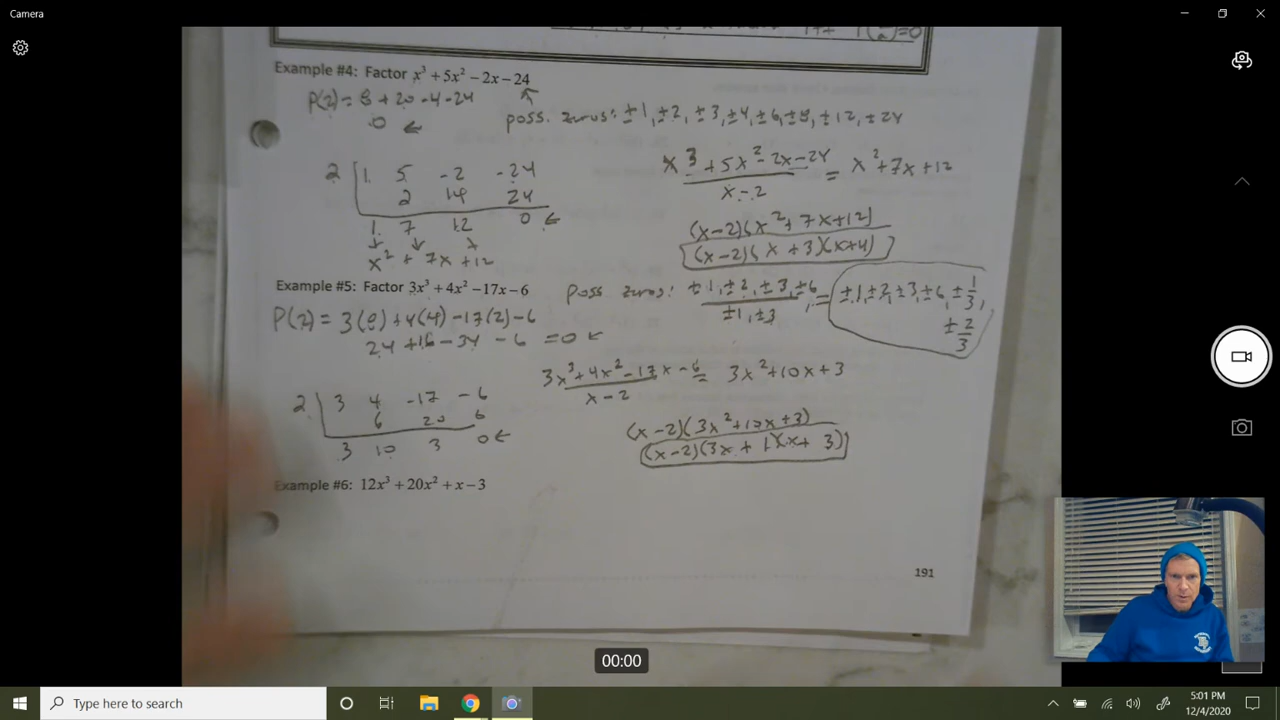 Camera
Example #4: Factor x³ + 5x² − 2x − 24
P(2) = 8 + 20 - 4 - 24
0 ←
poss. zeros: ±1, ±2, ±3, ±4, ±6, ±8, ±12, ±24
2 | 1 5 -2 -24
2 14 24
1 7 12 0 ←
x² + 7x + 12
x³ + 5x² - 2x - 24 / x - 2 = x² + 7x + 12
(x-2)(x² + 7x + 12)
(x-2)(x+3)(x+4)
Example #5: Factor 3x³ + 4x² − 17x − 6
poss zeros: ±1, ±2, ±3, ±6 / ±1, ±3 = ±1, ±2, ±3, ±6, ±1/3,
±2/3
P(2) = 3(8) + 4(4) - 17(2) - 6
24 + 16 - 34 - 6 = 0 ←
2 | 3 4 -17 -6
6 20 6
3 10 3 0 ←
3x³ + 4x² - 17x - 6 / x - 2 = 3x² + 10x + 3
(x-2)(3x² + 10x + 3)
(x-2)(3x + 1)(x + 3)
Example #6: 12x³ + 20x² + x − 3
191
00:00
Type here to search
5:01 PM
12/4/2020